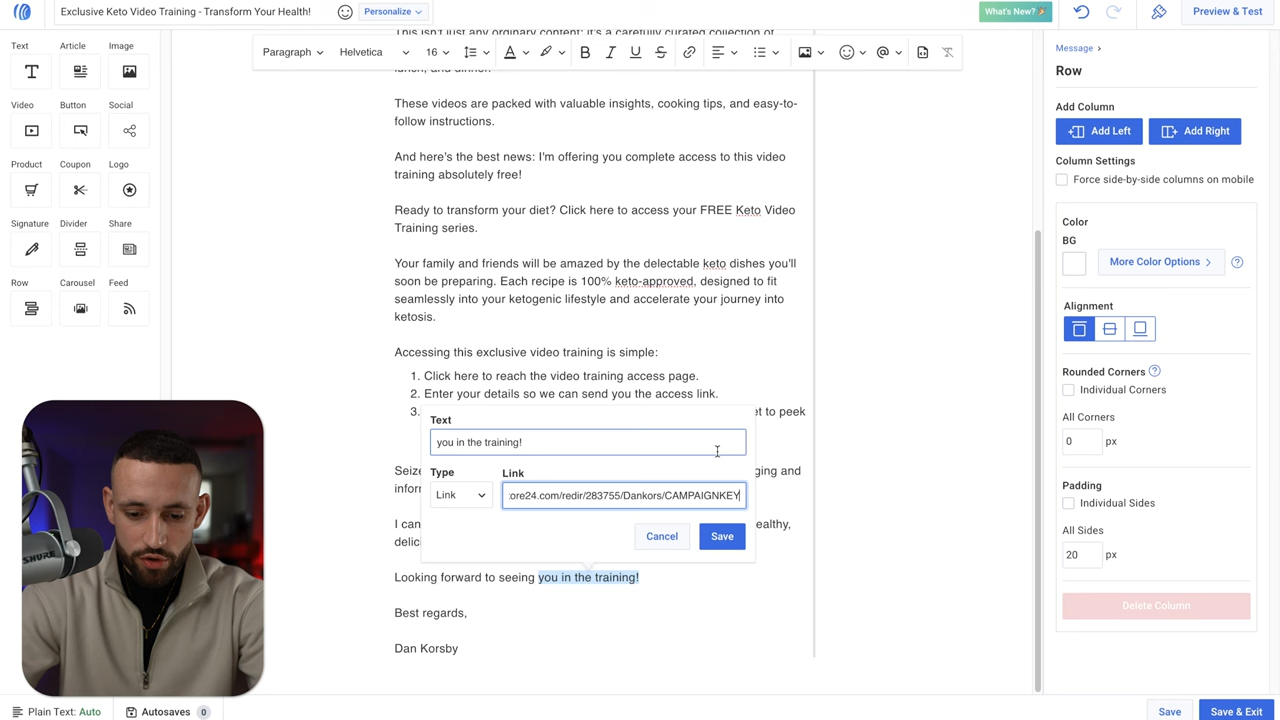 Exclusive Keto Video Training - Transform Your Health!
Personalize
What's New?
Preview & Test
Text
Article
Image
Video
Button
Social
Product
Coupon
Logo
Signature
Divider
Share
Row
Carousel
Feed
This isn't just any ordinary content; it's a carefully curated collection of
Paragraph
Helvetica
16
lunch, and dinner.
These videos are packed with valuable insights, cooking tips, and easy-to-
follow instructions.
And here's the best news: I'm offering you complete access to this video
training absolutely free!
Ready to transform your diet? Click here to access your FREE Keto Video
Training series.
Your family and friends will be amazed by the delectable keto dishes you'll
soon be preparing. Each recipe is 100% keto-approved, designed to fit
seamlessly into your ketogenic lifestyle and accelerate your journey into
ketosis.
Accessing this exclusive video training is simple:
1. Click here to reach the video training access page.
2. Enter your details so we can send you the access link.
3.
et to peek
Text
you in the training!
Seize
ging and
inform
Type
Link
Link
:ore24.com/redir/283755/Dankors/CAMPAIGNKEY
I can
ealthy,
delici
Cancel
Save
Looking forward to seeing you in the training!
Best regards,
Dan Korsby
Message
Row
Add Column
Add Left
Add Right
Column Settings
Force side-by-side columns on mobile
Color
BG
More Color Options
Alignment
Rounded Corners
Individual Corners
All Corners
0 px
Padding
Individual Sides
All Sides
20 px
Delete Column
SHURE
Plain Text: Auto
Autosaves 0
Save
Save & Exit